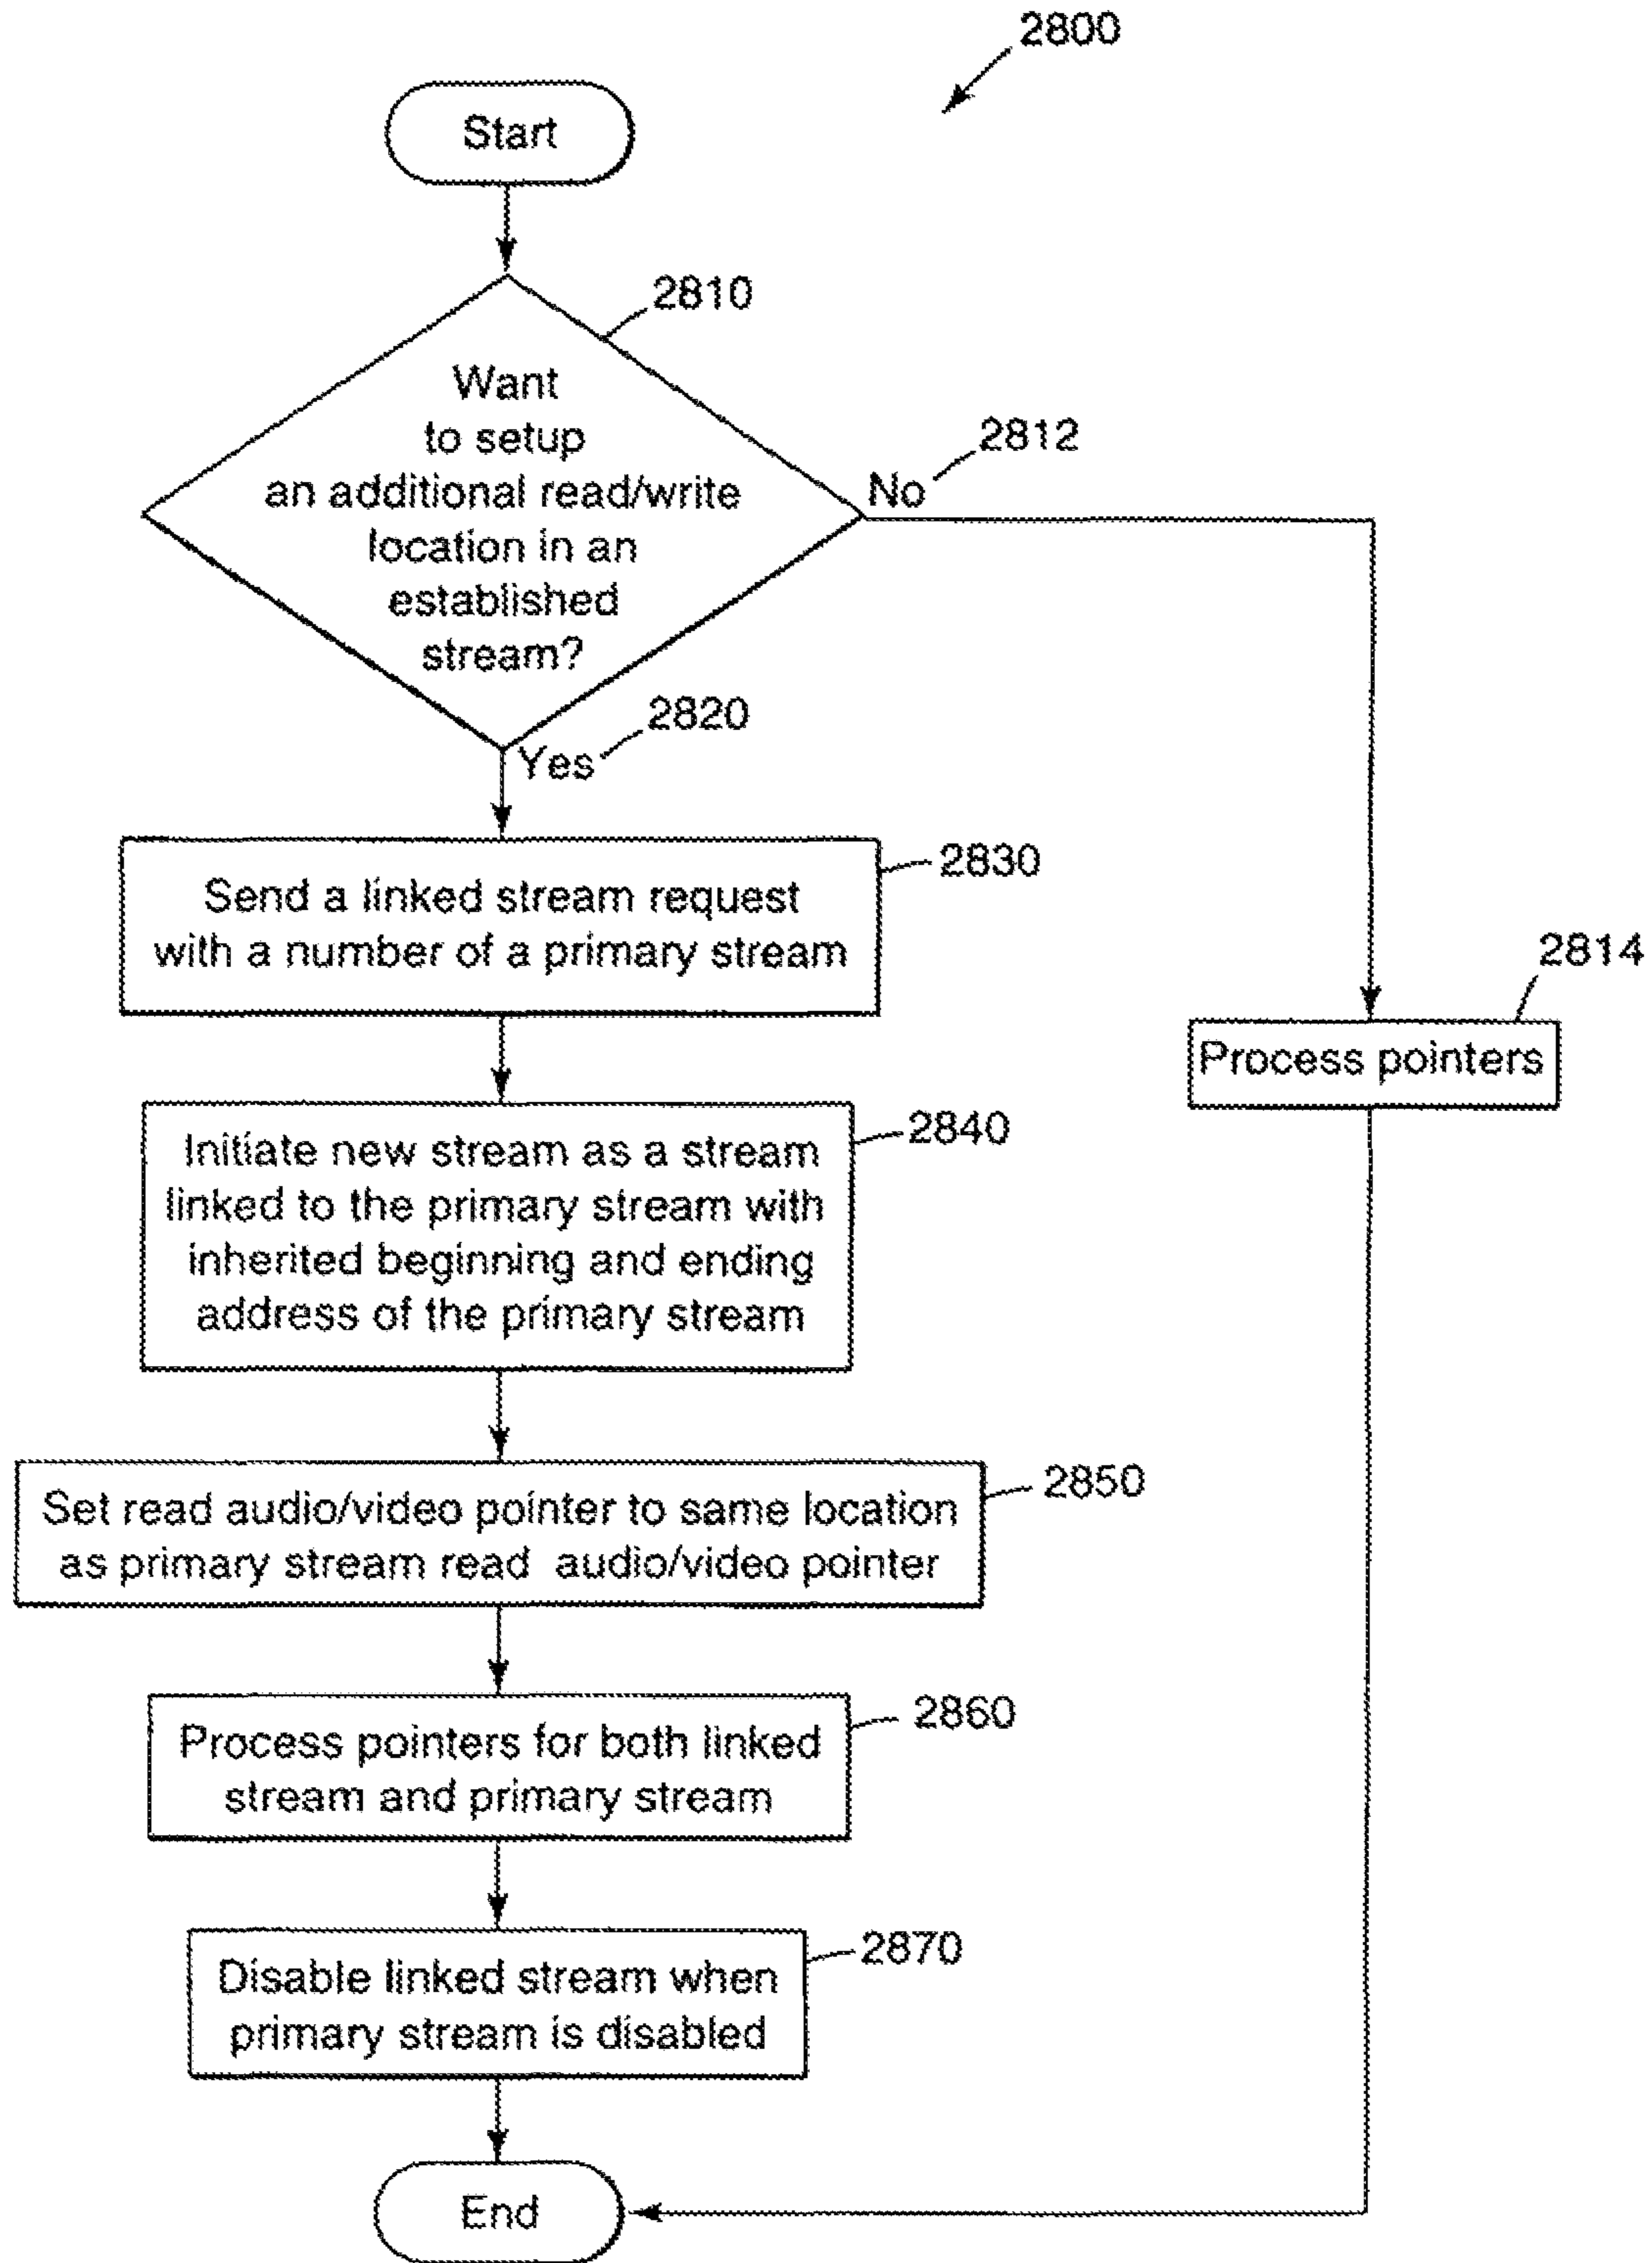 2800
Start
2810
Want
to setup
an additional read/write
location in an
established
stream?
2812
No
2820
Yes
2830
Send a linked stream request
with a number of a primary stream
2814
Process pointers
2840
Initiate new stream as a stream
linked to the primary stream with
inherited beginning and ending
address of the primary stream
2850
Set read audio/video pointer to same location
as primary stream read audio/video pointer
2860
Process pointers for both linked
stream and primary stream
2870
Disable linked stream when
primary stream is disabled
End